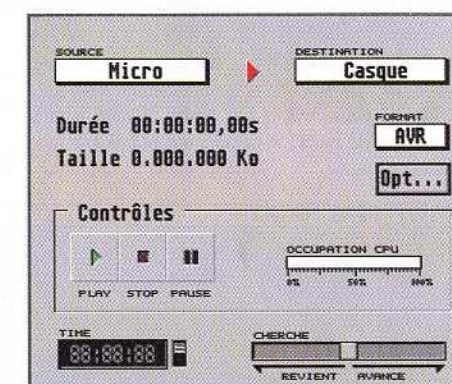 SOURCE
Micro
DESTINATION
Casque
Durée 00:00:00,00s
FORMAT
AVR
Taille 0.000.000 Ko
Opt...
Contrôles
PLAY STOP PAUSE
OCCUPATION CPU
0% 50% 100%
TIME
88:88:88
CHERCHE
REVIENT AVANCE